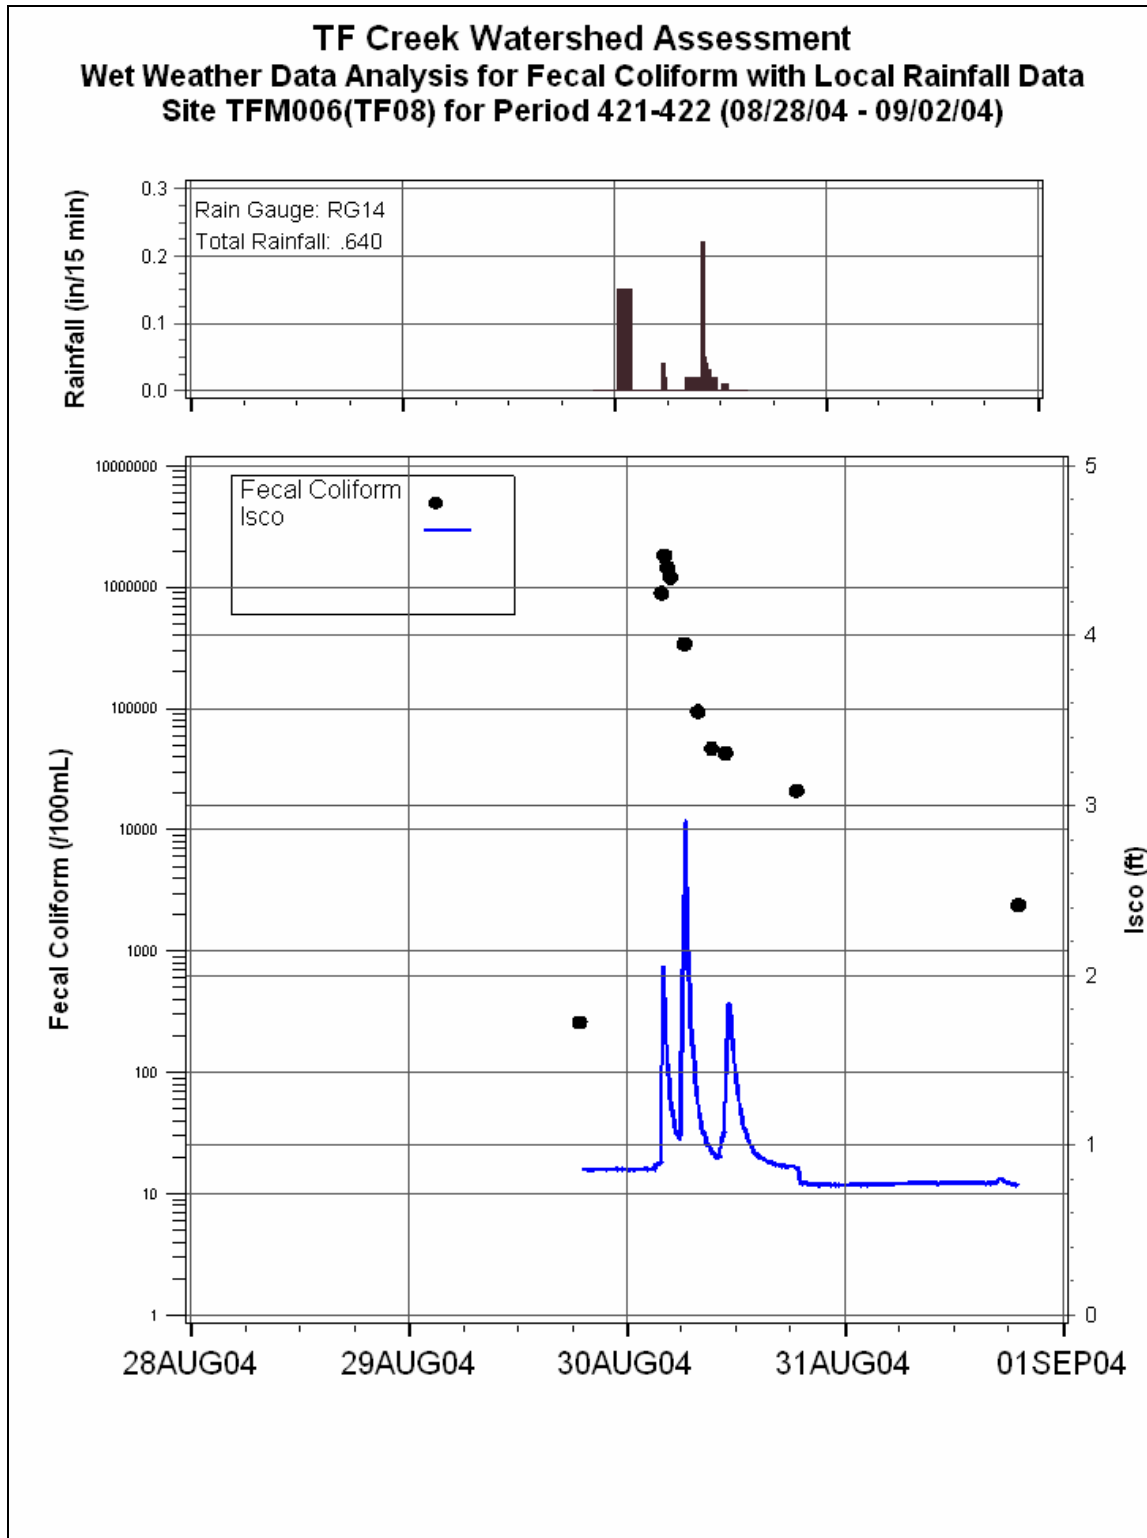 TF Creek Watershed Assessment
Wet Weather Data Analysis for Fecal Coliform with Local Rainfall Data
Site TFM006(TF08) for Period 421-422 (08/28/04 - 09/02/04)
Rainfall (in/15 min)
0.3
0.2
0.1
0.0
Rain Gauge: RG14
Total Rainfall: .640
Fecal Coliform (/100mL)
10000000
1000000
100000
10000
1000
100
10
1
Fecal Coliform
Isco
5
4
3
2
1
0
Isco (ft)
28AUG04 29AUG04 30AUG04 31AUG04 01SEP04